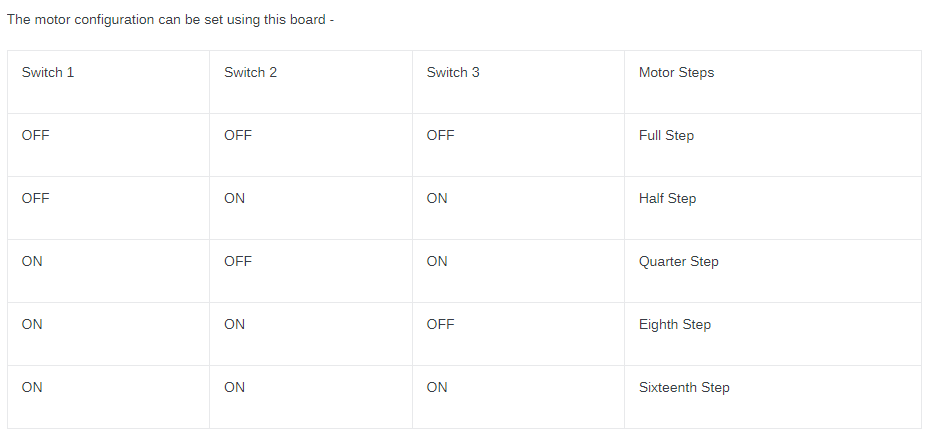 The motor configuration can be set using this board -
Switch 1 Switch 2 Switch 3 Motor Steps
OFF OFF OFF Full Step
OFF ON ON Half Step
ON OFF ON Quarter Step
ON ON OFF Eighth Step
ON ON ON Sixteenth Step